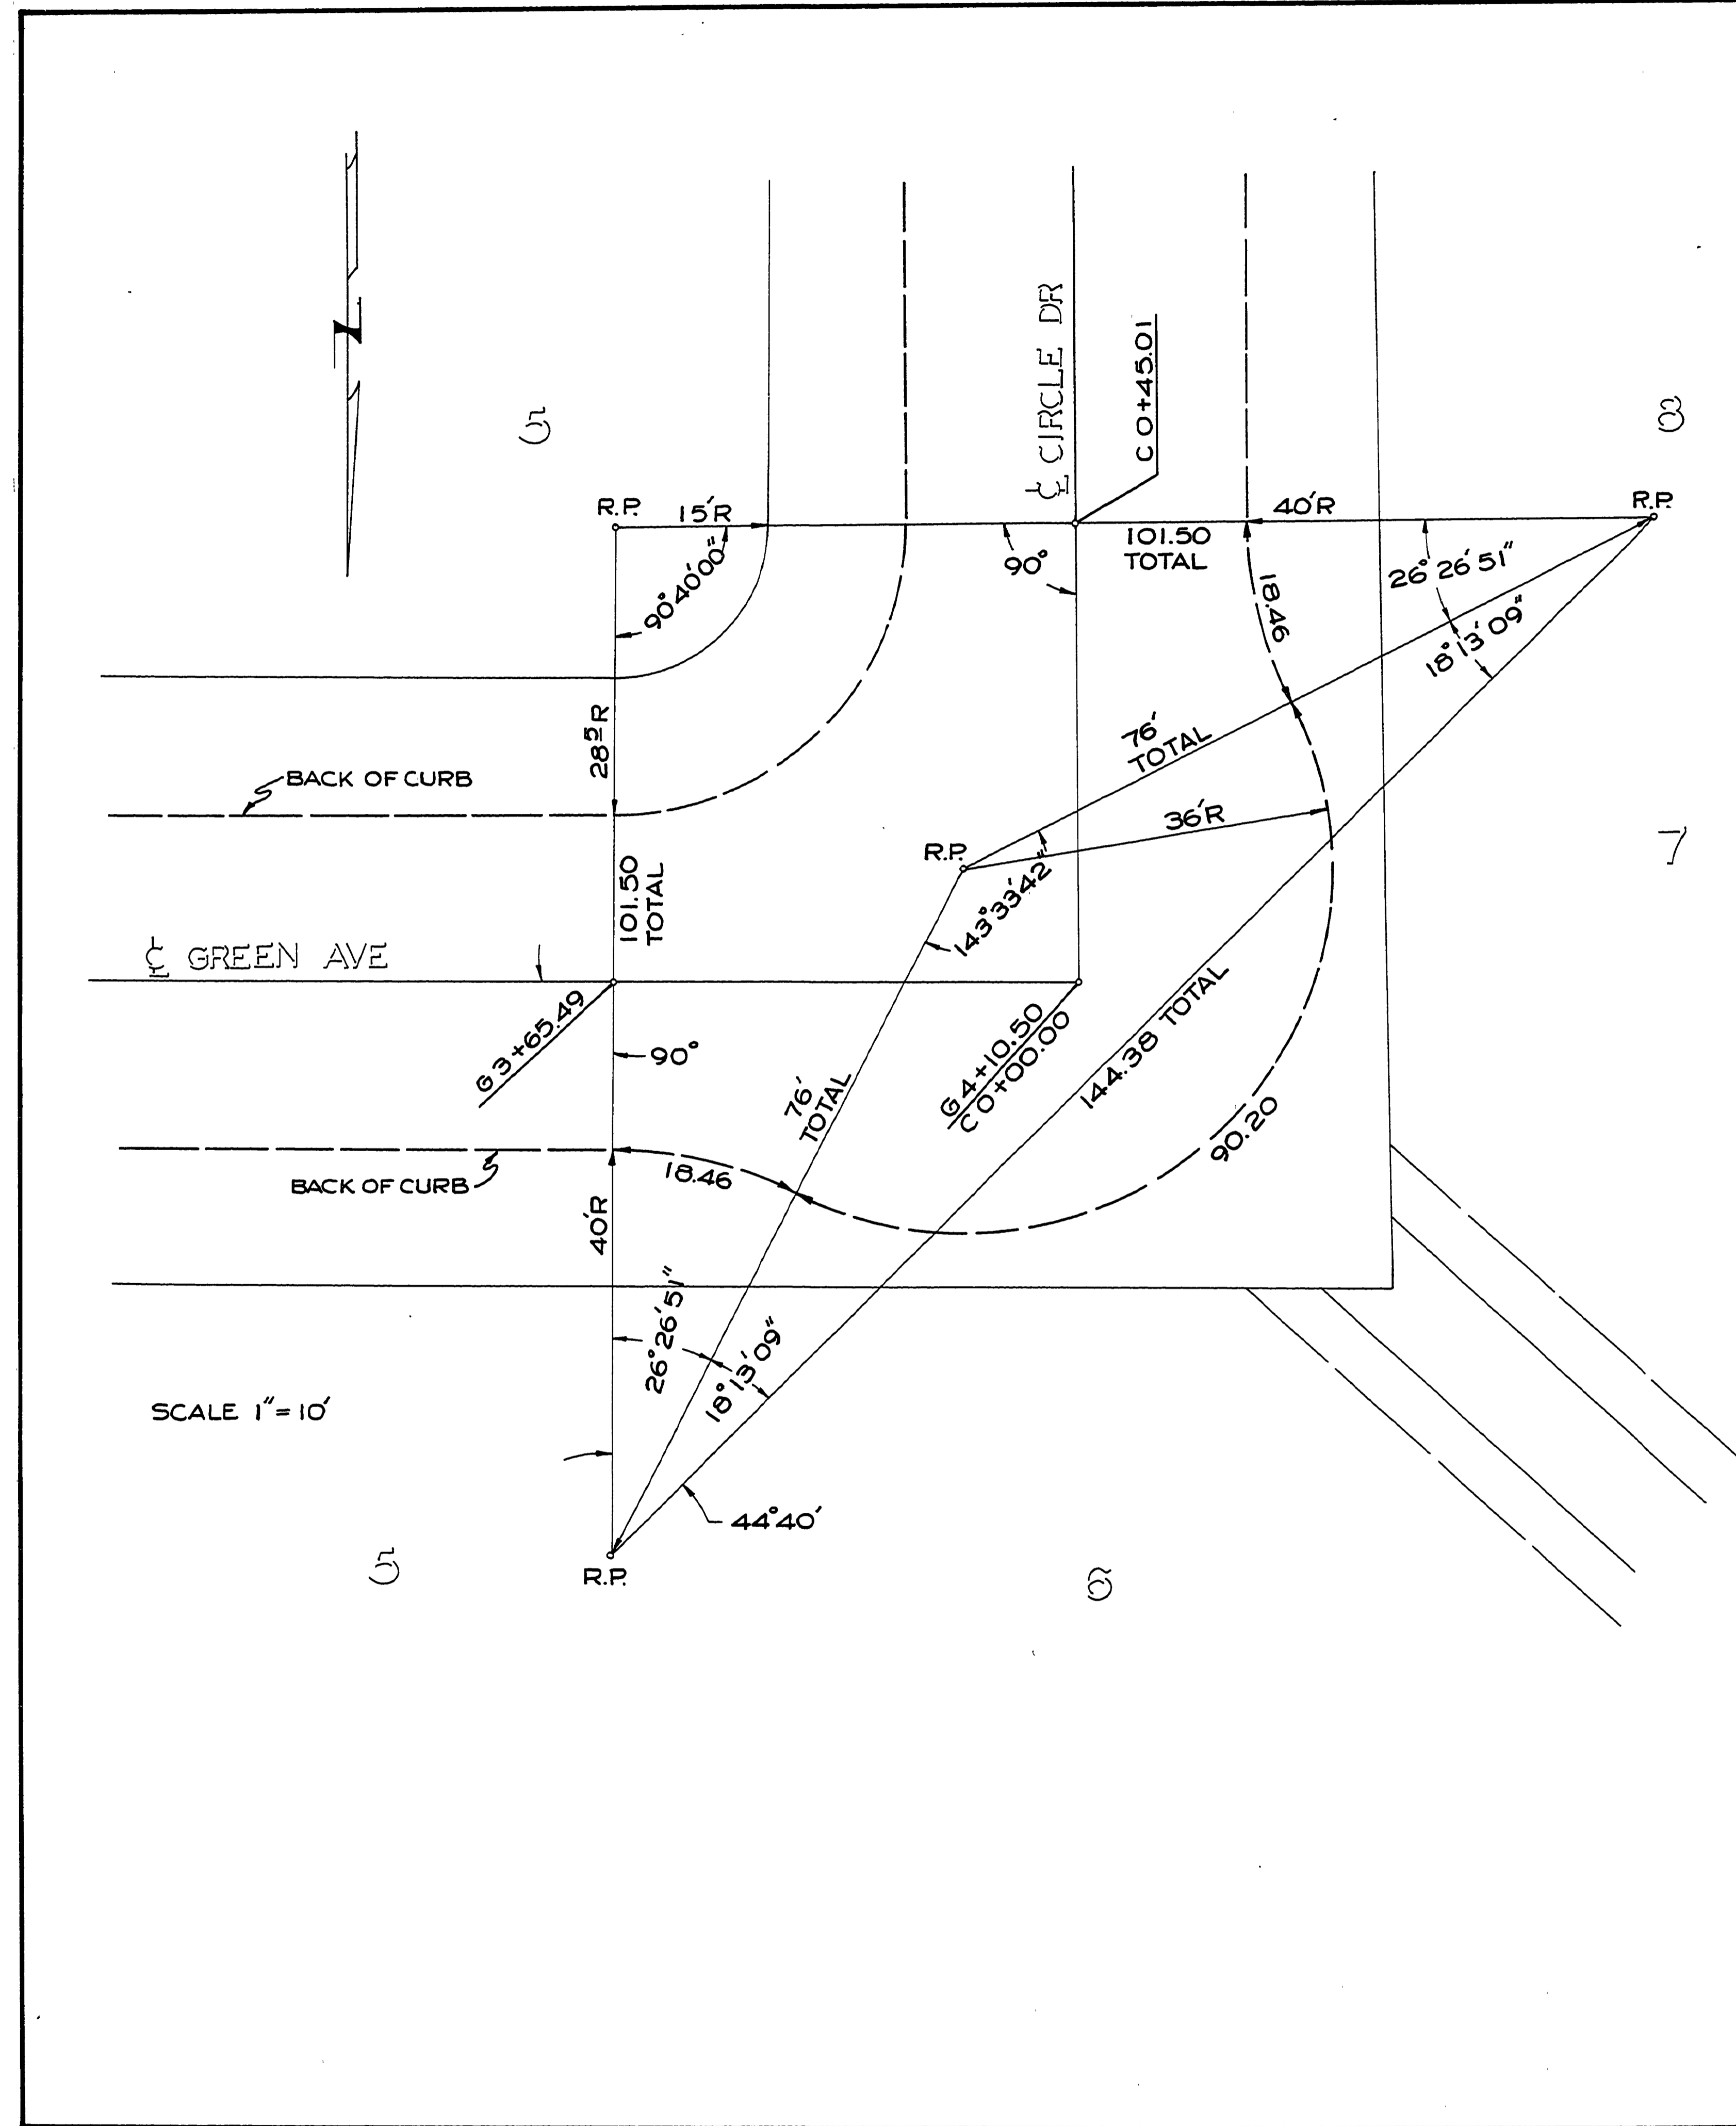 N
℄ CIRCLE DR
C 0+45.01
5
8
R.P.
15'R
40'R
R.P.
101.50
TOTAL
90°
90°40'00"
26°26'51"
18.46
18°13'09"
28⁵R
76'
TOTAL
BACK OF CURB
36'R
R.P.
7
143°33'42"
101.50
TOTAL
℄ GREEN AVE
G 3+65.49
90°
G 4+10.50
C 0+00.00
144.38 TOTAL
76'
TOTAL
90.20
18.46
BACK OF CURB
40'R
26°26'51"
18°13'09"
SCALE 1"=10'
44°40'
5
R.P.
6